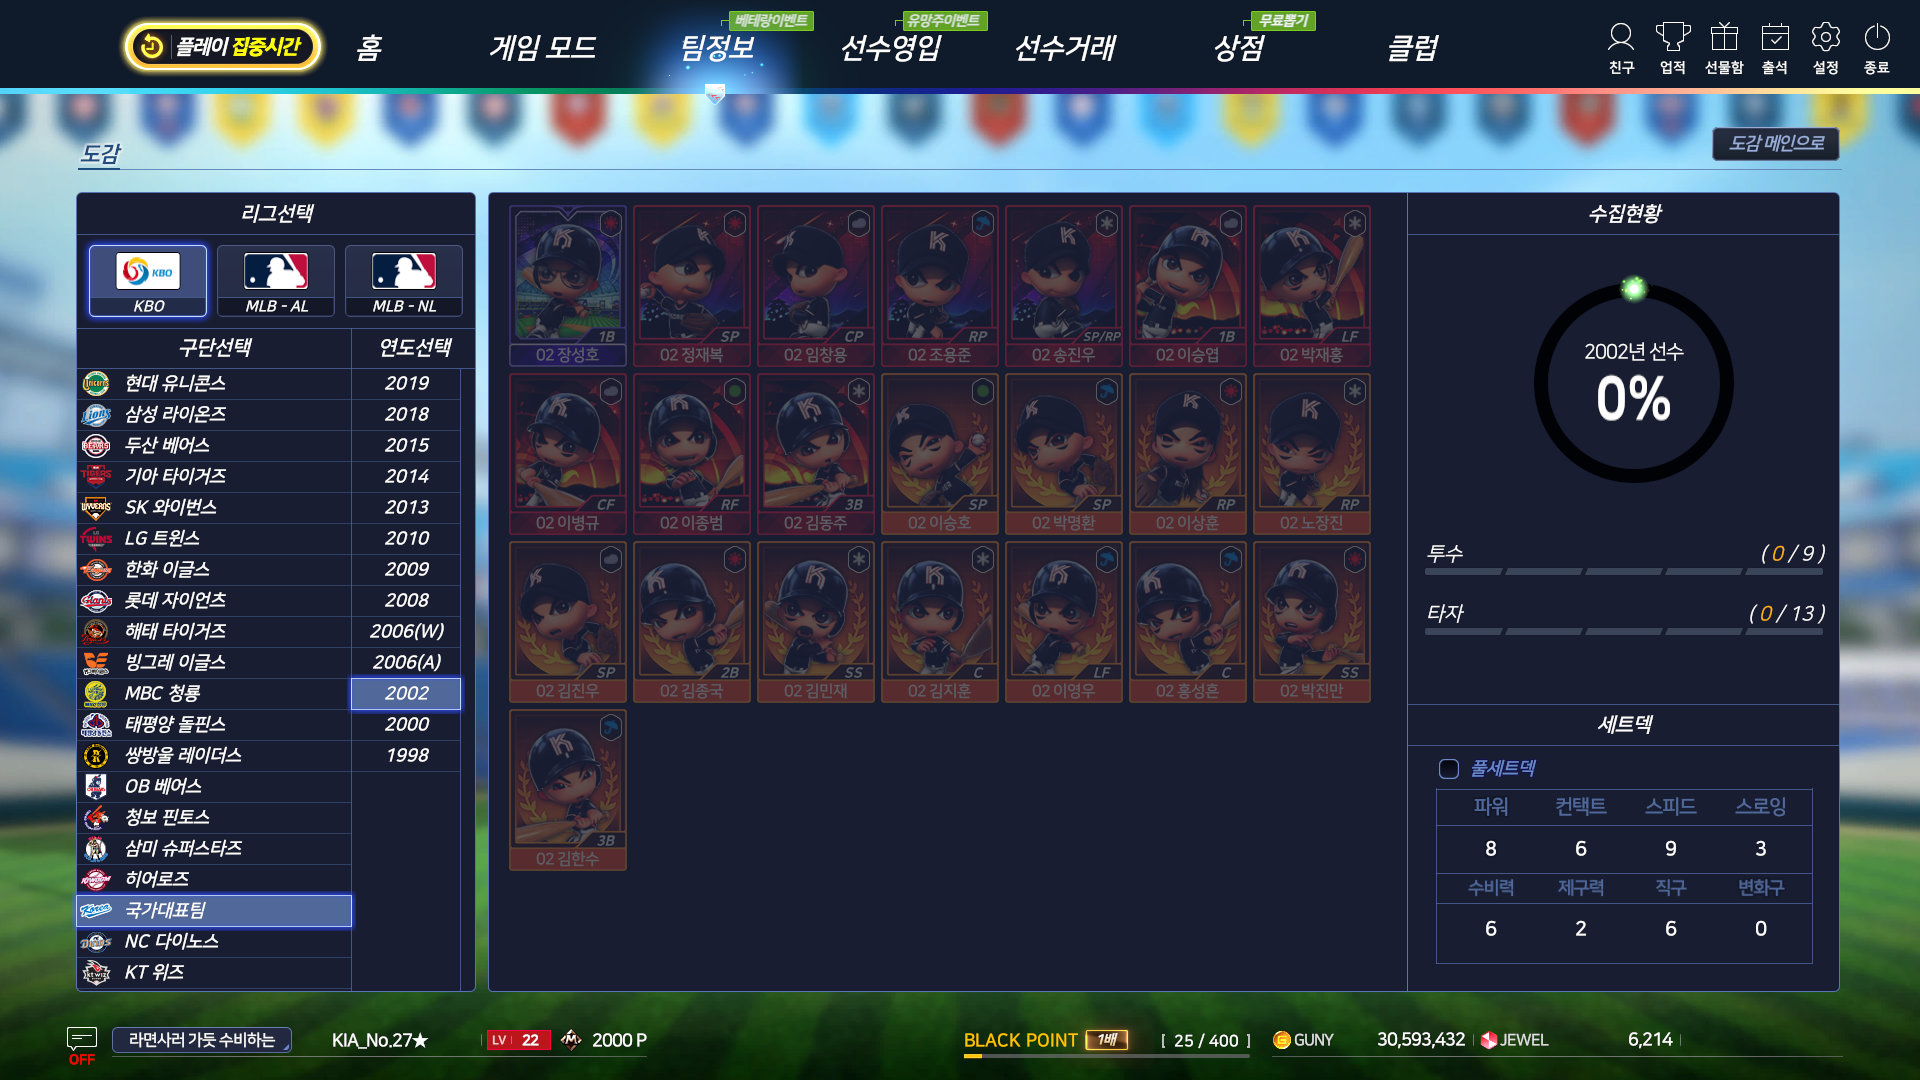 플레이 집중시간
홈
게임 모드
베테랑이벤트
팀정보
유망주이벤트
선수영입
선수거래
무료뽑기
상점
클럽
친구
업적
선물함
출석
설정
종료
도감
도감 메인으로
리그선택
KBO
KBO
MLB - AL
MLB - NL
구단선택
연도선택
현대 유니콘스
삼성 라이온즈
두산 베어스
기아 타이거즈
SK 와이번스
LG 트윈스
한화 이글스
롯데 자이언츠
해태 타이거즈
빙그레 이글스
MBC 청룡
태평양 돌핀스
쌍방울 레이더스
OB 베어스
청보 핀토스
삼미 슈퍼스타즈
히어로즈
국가대표팀
NC 다이노스
KT 위즈
2019
2018
2015
2014
2013
2010
2009
2008
2006(W)
2006(A)
2002
2000
1998
1B
02 장성호
SP
02 정재복
CP
02 임창용
RP
02 조용준
SP/RP
02 송진우
1B
02 이승엽
LF
02 박재홍
CF
02 이병규
RF
02 이종범
3B
02 김동주
SP
02 이승호
SP
02 박명환
RP
02 이상훈
RP
02 노장진
SP
02 김진우
2B
02 김종국
SS
02 김민재
C
02 김지훈
LF
02 이영우
C
02 홍성흔
SS
02 박진만
3B
02 김한수
수집현황
2002년 선수
0%
투수
( 0 / 9 )
타자
( 0 / 13 )
세트덱
풀세트덱
파워 컨택트 스피드 스로잉
8 6 9 3
수비력 제구력 직구 변화구
6 2 6 0
OFF
라면사러 가듯 수비하는
KIA_No.27★
LV 22
2000 P
BLACK POINT
1배
[ 25 / 400 ]
GUNY
30,593,432
JEWEL
6,214